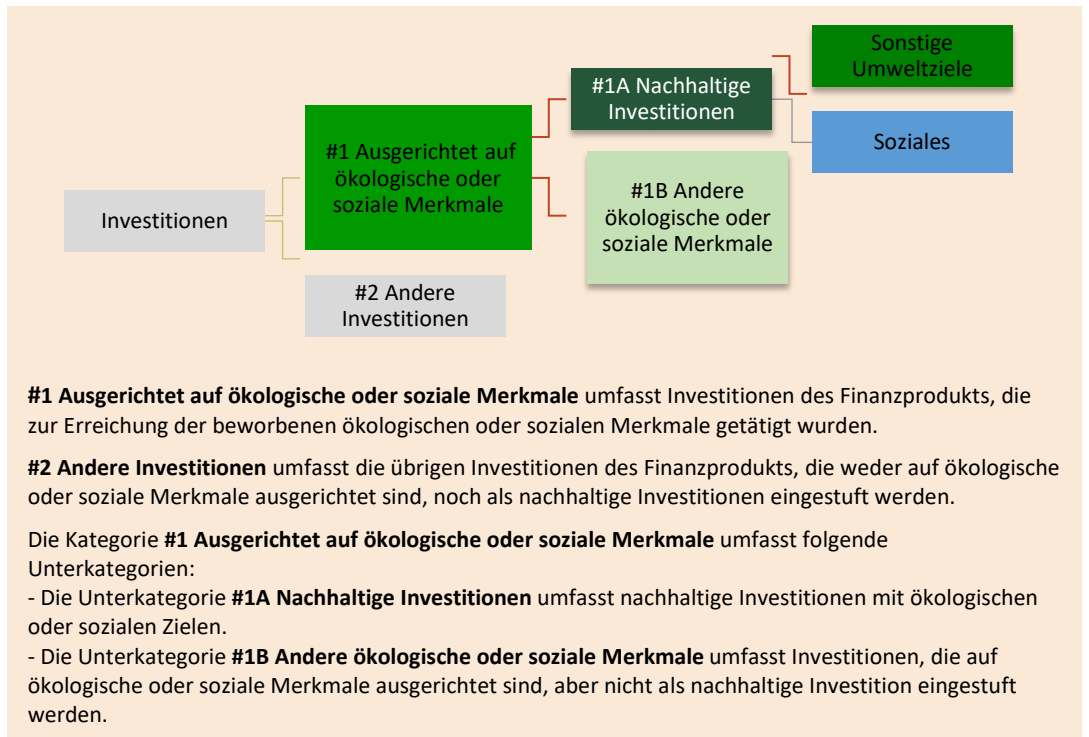 Sonstige
Umweltziele
#1A Nachhaltige
Investitionen
Soziales
#1 Ausgerichtet auf
ökologische oder
soziale Merkmale
#1B Andere
ökologische oder
soziale Merkmale
Investitionen
#2 Andere
Investitionen
#1 Ausgerichtet auf ökologische oder soziale Merkmale umfasst Investitionen des Finanzprodukts, die
zur Erreichung der beworbenen ökologischen oder sozialen Merkmale getätigt wurden.
#2 Andere Investitionen umfasst die übrigen Investitionen des Finanzprodukts, die weder auf ökologische
oder soziale Merkmale ausgerichtet sind, noch als nachhaltige Investitionen eingestuft werden.
Die Kategorie #1 Ausgerichtet auf ökologische oder soziale Merkmale umfasst folgende
Unterkategorien:
- Die Unterkategorie #1A Nachhaltige Investitionen umfasst nachhaltige Investitionen mit ökologischen
oder sozialen Zielen.
- Die Unterkategorie #1B Andere ökologische oder soziale Merkmale umfasst Investitionen, die auf
ökologische oder soziale Merkmale ausgerichtet sind, aber nicht als nachhaltige Investition eingestuft
werden.